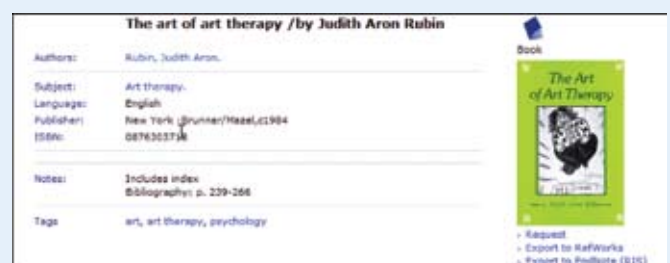 The art of art therapy /by Judith Aron Rubin
Book
Authors: Rubin, Judith Aron.
Subject: Art therapy.
Language: English
Publisher: New York :Brunner/Mazel,c1984
ISBN:
Notes: Includes index
Bibliography: p. 239-266
Tags art, art therapy, psychology
The Art
of Art Therapy
Request
Export to RefWorks
Export to EndNote (RIS)